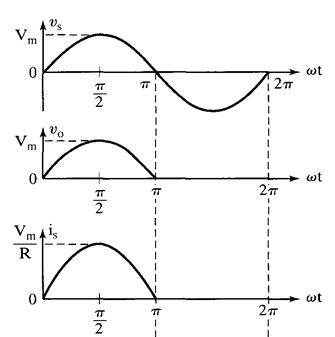 v_s
V_m
0 π/2 π 2π ωt
v_o
V_m
0 π/2 π 2π ωt
V_m/R i_s
0 π/2 π 2π ωt